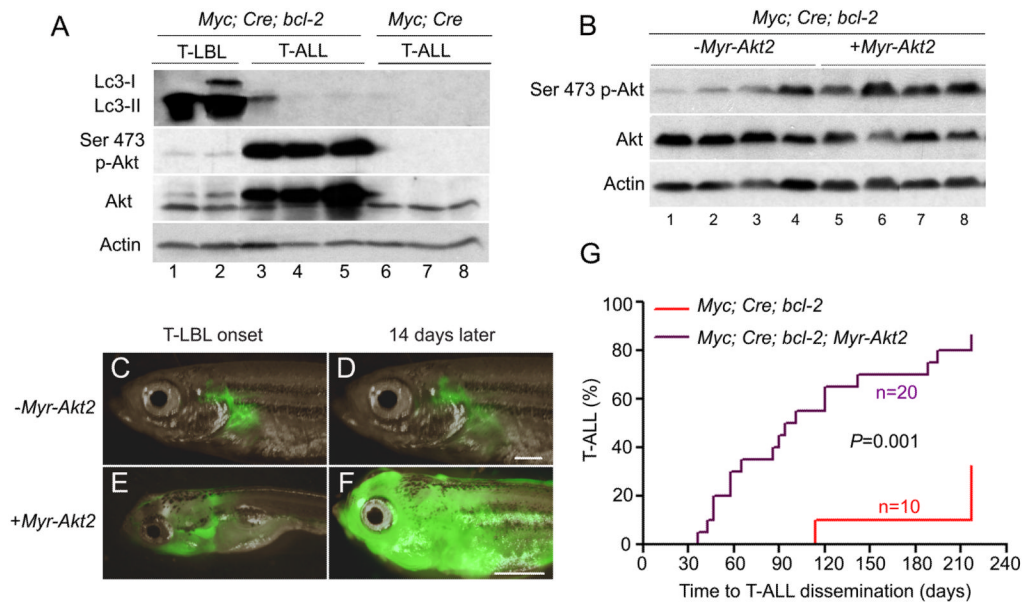 A
Myc; Cre; bcl-2
Myc; Cre
T-LBL
T-ALL
T-ALL
Lc3-I
Lc3-II
Ser 473
p-Akt
Akt
Actin
1 2 3 4 5 6 7 8
B
Myc; Cre; bcl-2
-Myr-Akt2
+Myr-Akt2
Ser 473 p-Akt
Akt
Actin
1 2 3 4 5 6 7 8
T-LBL onset
14 days later
-Myr-Akt2
C
D
+Myr-Akt2
E
F
G
Myc; Cre; bcl-2
Myc; Cre; bcl-2; Myr-Akt2
n=20
P=0.001
n=10
T-ALL (%)
100
80
60
40
20
0
0 30 60 90 120 150 180 210 240
Time to T-ALL dissemination (days)